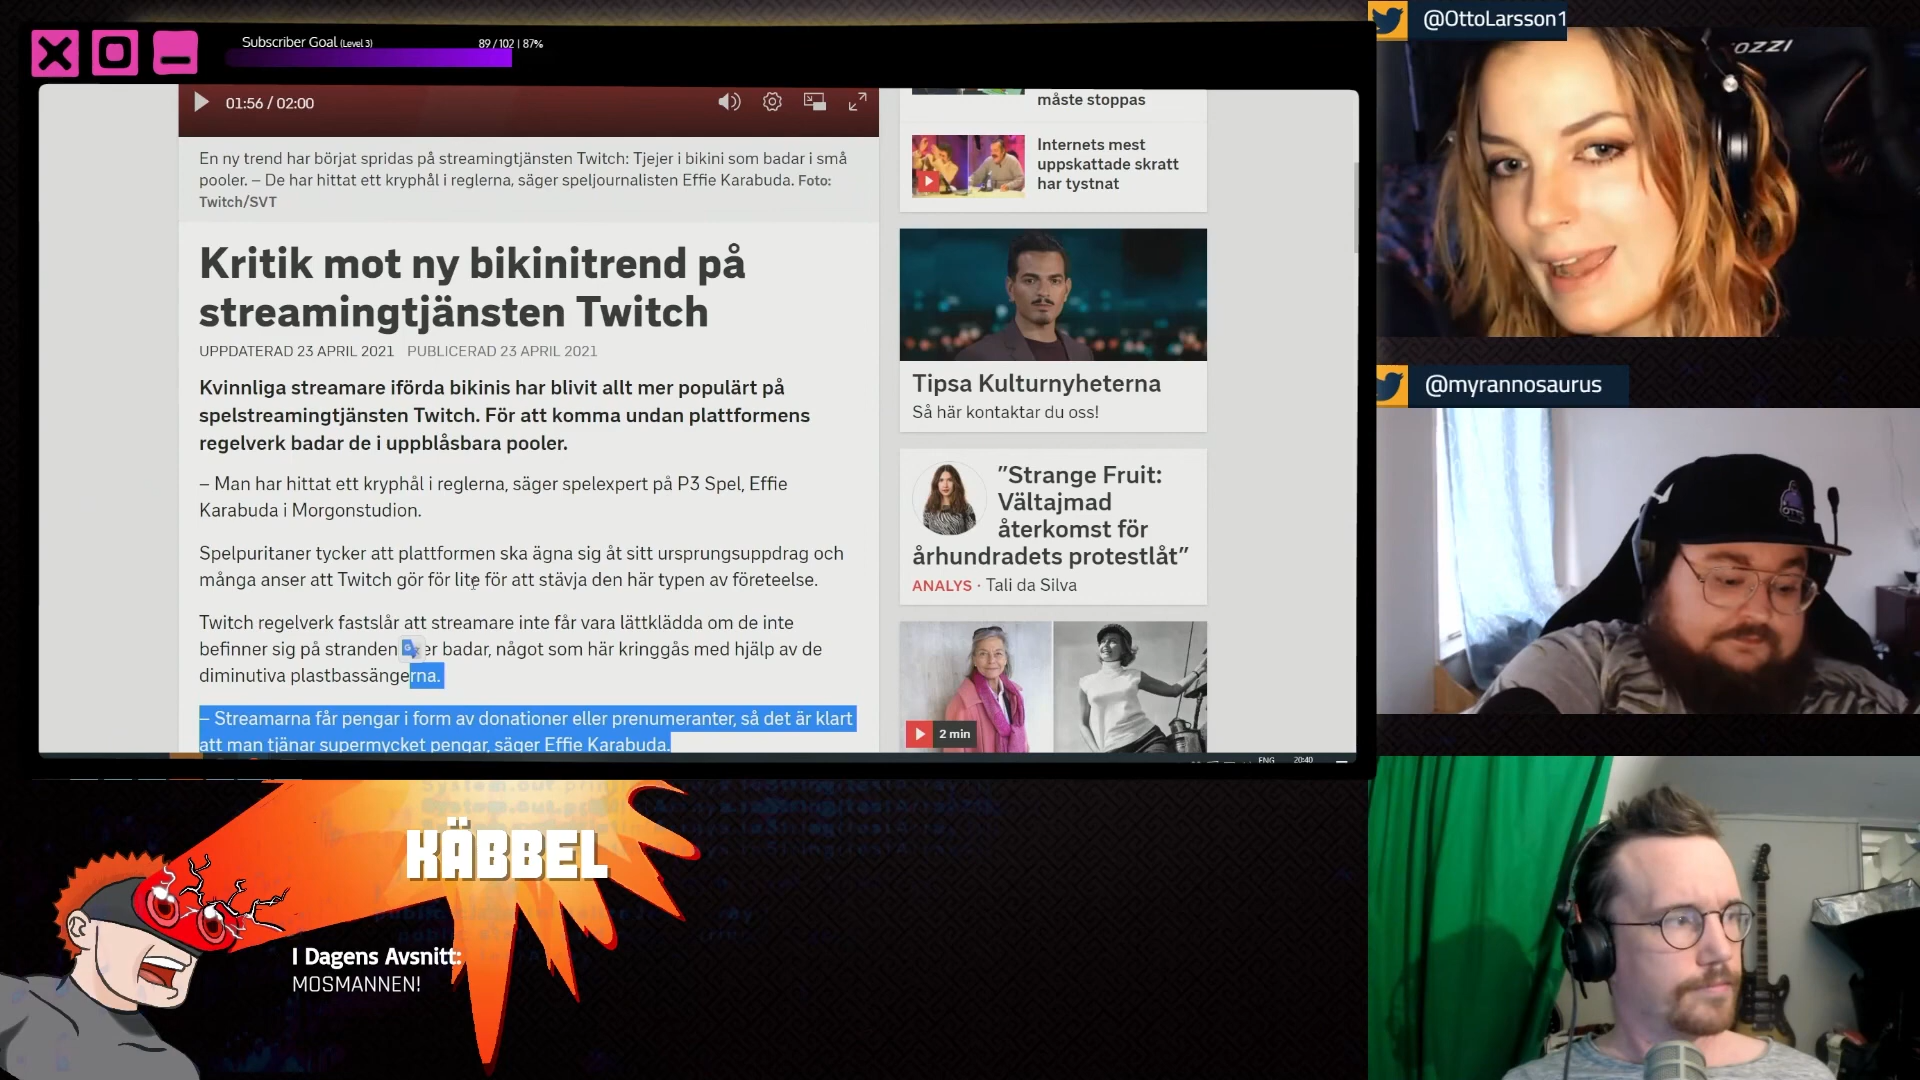 Subscriber Goal (Level 3)
89 / 102 | 87%
@OttoLarsson1
OZZI
@myrannosaurus
01:56 / 02:00
En ny trend har börjat spridas på streamingtjänsten Twitch: Tjejer i bikini som badar i små
pooler. – De har hittat ett kryphål i reglerna, säger speljournalisten Effie Karabuda. Foto:
Twitch/SVT
Kritik mot ny bikinitrend på
streamingtjänsten Twitch
UPPDATERAD 23 APRIL 2021 PUBLICERAD 23 APRIL 2021
Kvinnliga streamare iförda bikinis har blivit allt mer populärt på
spelstreamingtjänsten Twitch. För att komma undan plattformens
regelverk badar de i uppblåsbara pooler.
– Man har hittat ett kryphål i reglerna, säger spelexpert på P3 Spel, Effie
Karabuda i Morgonstudion.
Spelpuritaner tycker att plattformen ska ägna sig åt sitt ursprungsuppdrag och
många anser att Twitch gör för lite för att stävja den här typen av företeelse.
Twitch regelverk fastslår att streamare inte får vara lättklädda om de inte
befinner sig på stranden er badar, något som här kringgås med hjälp av de
diminutiva plastbassängerna.
– Streamarna får pengar i form av donationer eller prenumeranter, så det är klart
att man tjänar supermycket pengar, säger Effie Karabuda.
måste stoppas
Internets mest
uppskattade skratt
har tystnat
Tipsa Kulturnyheterna
Så här kontaktar du oss!
”Strange Fruit:
Vältajmad
återkomst för
århundradets protestlåt”
ANALYS · Tali da Silva
2 min
ENG
20:40
KÄBBEL
I Dagens Avsnitt:
MOSMANNEN!